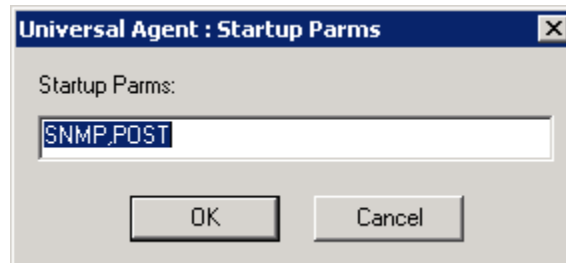 Universal Agent : Startup Parms
Startup Parms:
SNMP,POST
OK Cancel